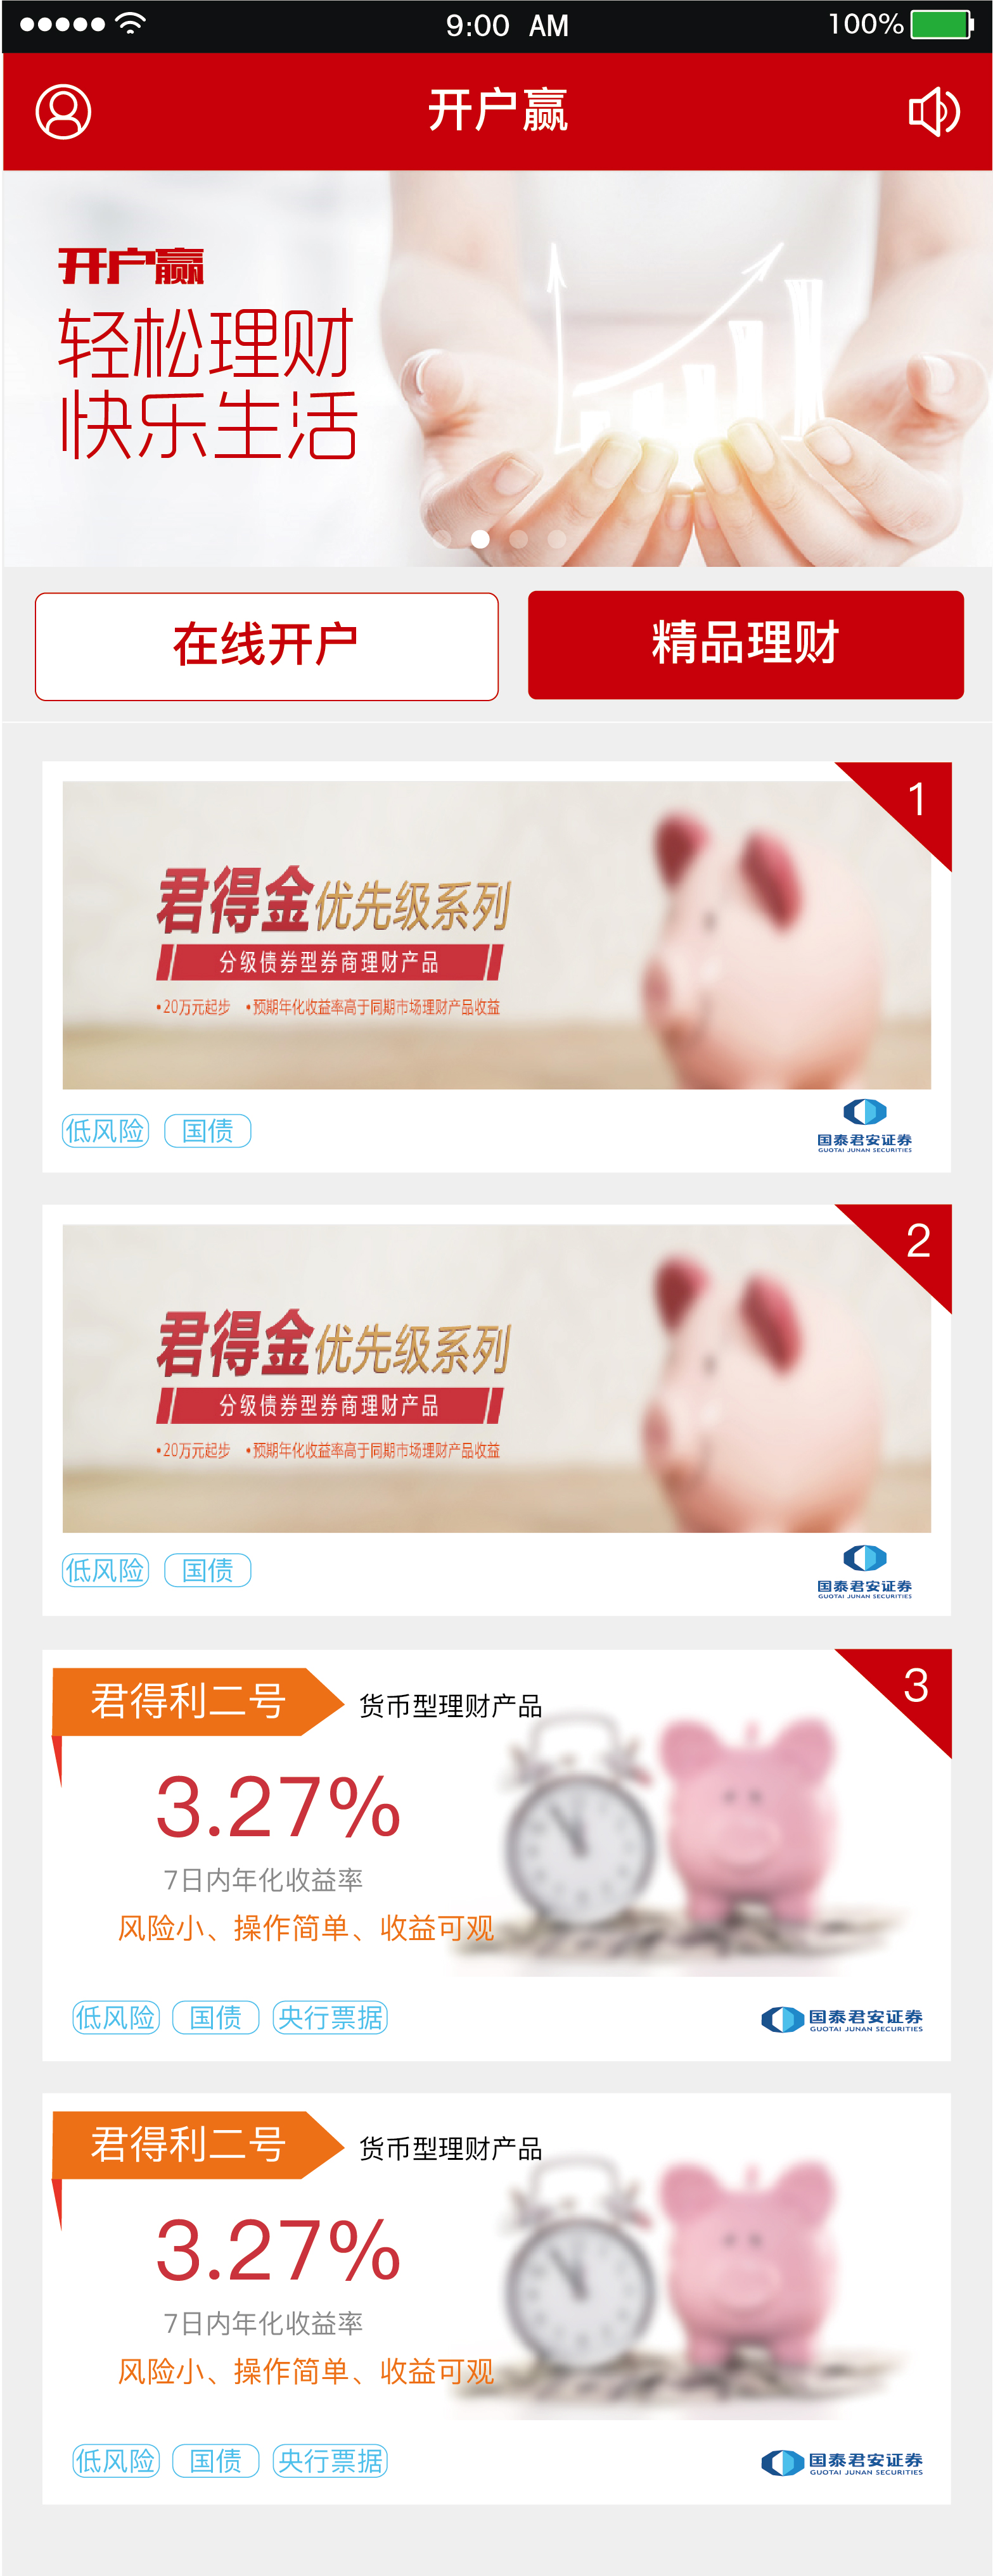 9:00 AM
100%
开户赢
开户赢
轻松理财
快乐生活
在线开户
精品理财
1
君得金优先级系列
分级债券型券商理财产品
•20万元起步 •预期年化收益率高于同期市场理财产品收益
低风险 国债
国泰君安证券
GUOTAI JUNAN SECURITIES
2
君得金优先级系列
分级债券型券商理财产品
•20万元起步 •预期年化收益率高于同期市场理财产品收益
低风险 国债
国泰君安证券
GUOTAI JUNAN SECURITIES
3
君得利二号 货币型理财产品
3.27%
7日内年化收益率
风险小、操作简单、收益可观
低风险 国债 央行票据
国泰君安证券
GUOTAI JUNAN SECURITIES
君得利二号 货币型理财产品
3.27%
7日内年化收益率
风险小、操作简单、收益可观
低风险 国债 央行票据
国泰君安证券
GUOTAI JUNAN SECURITIES